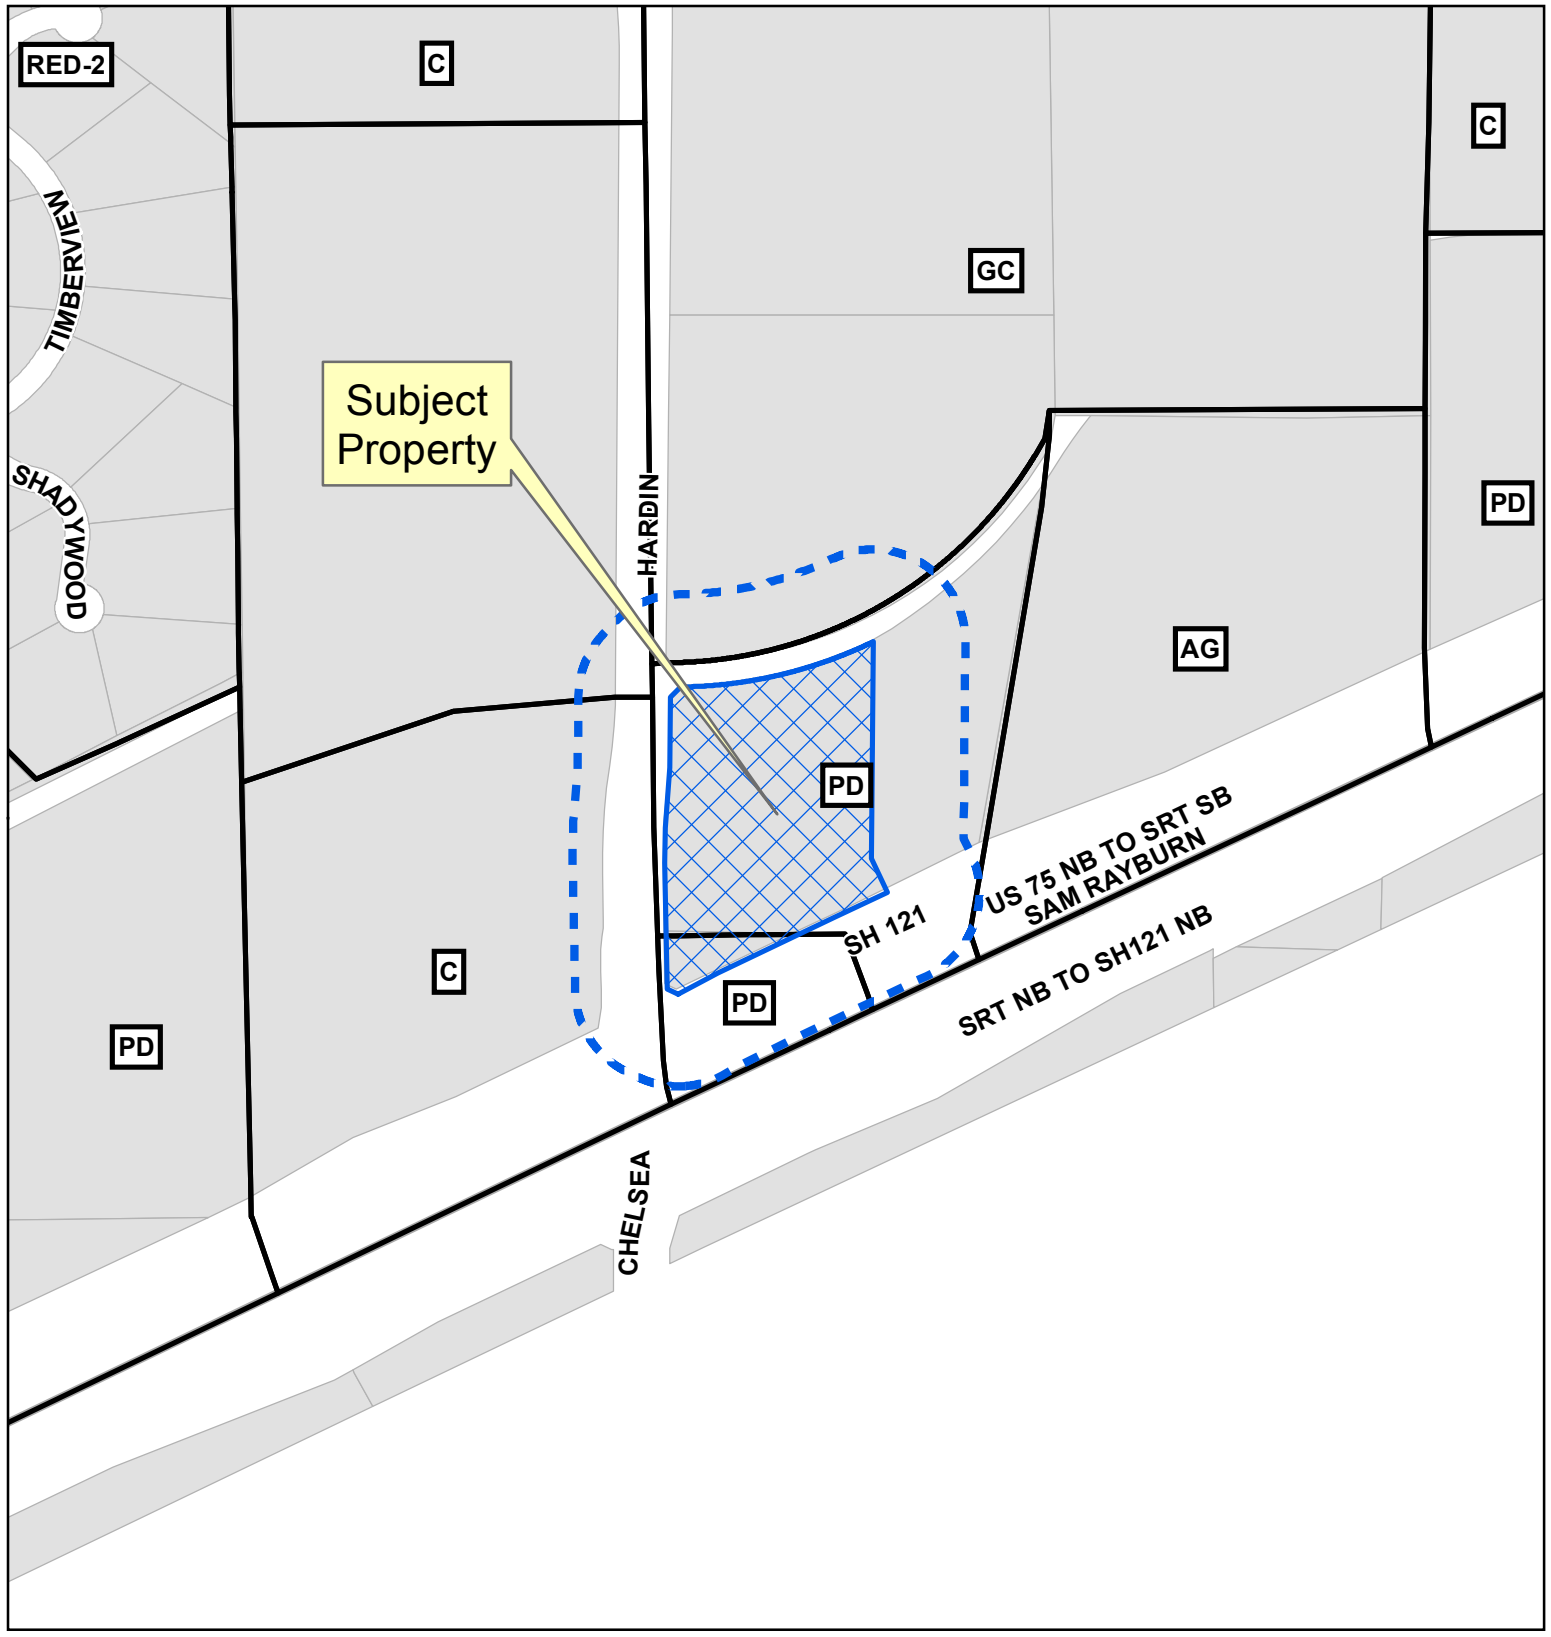 RED-2
C
C
TIMBERVIEW
GC
Subject
Property
SHADYWOOD
HARDIN
PD
AG
PD
US 75 NB TO SRT SB
SAM RAYBURN
SH 121
SRT NB TO SH121 NB
C
PD
PD
CHELSEA